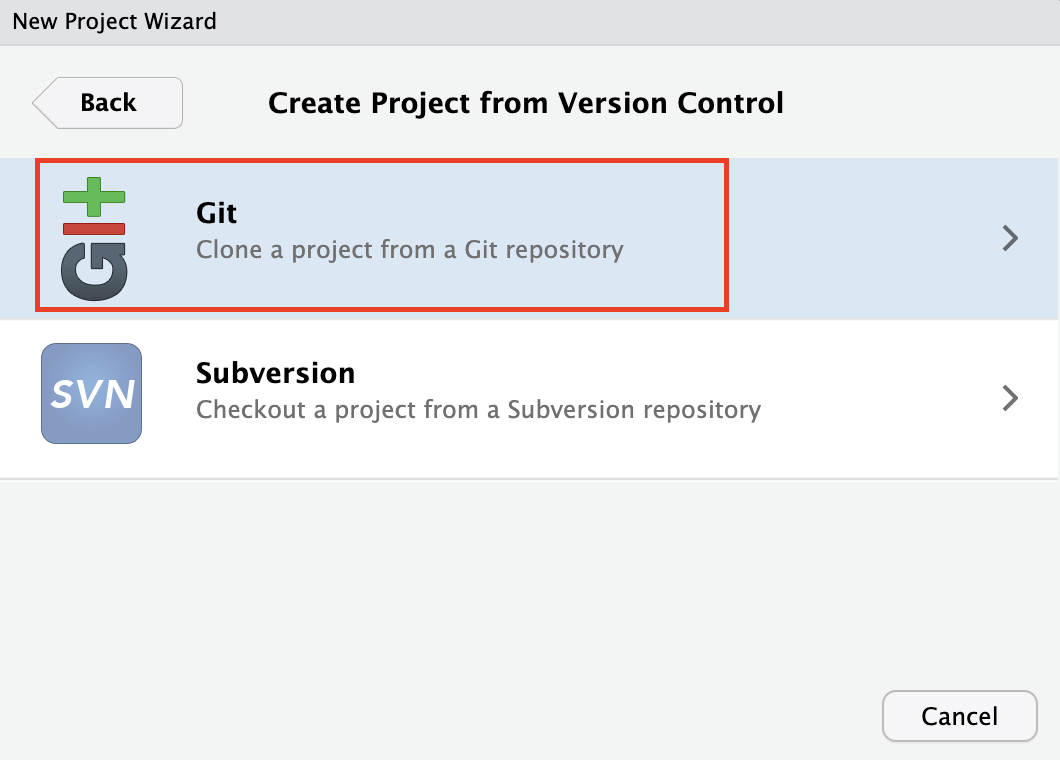 New Project Wizard
Back
Create Project from Version Control
Git
Git
Clone a project from a Git repository
SVN
Subversion
Checkout a project from a Subversion repository
Cancel